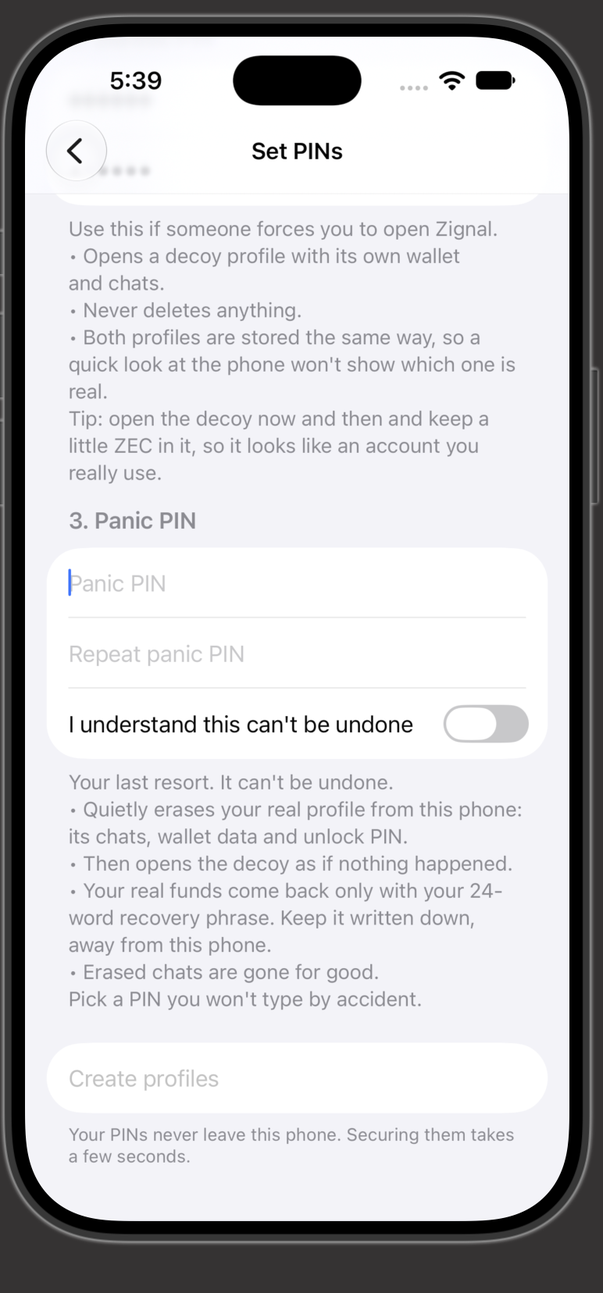 5:39
Set PINs
Use this if someone forces you to open Zignal.
• Opens a decoy profile with its own wallet
and chats.
• Never deletes anything.
• Both profiles are stored the same way, so a
quick look at the phone won't show which one is
real.
Tip: open the decoy now and then and keep a
little ZEC in it, so it looks like an account you
really use.
3. Panic PIN
Panic PIN
Repeat panic PIN
I understand this can't be undone
Your last resort. It can't be undone.
• Quietly erases your real profile from this phone:
its chats, wallet data and unlock PIN.
• Then opens the decoy as if nothing happened.
• Your real funds come back only with your 24-
word recovery phrase. Keep it written down,
away from this phone.
• Erased chats are gone for good.
Pick a PIN you won't type by accident.
Create profiles
Your PINs never leave this phone. Securing them takes
a few seconds.